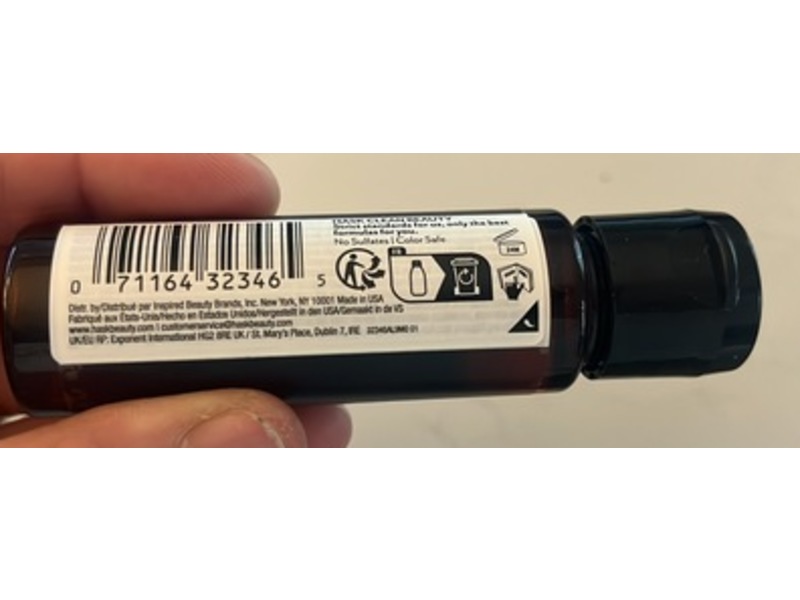 HASK CLEAN BEAUTY
Strict standards for us, only the best
formulas for you.
No Sulfates | Color Safe
24M
FR
0 71164 32346 5
Distr. by/Distribué par Inspired Beauty Brands, Inc. New York, NY 10001 Made in USA
Fabriqué aux États-Unis/Hecho en Estados Unidos/Hergestellt in den USA/Gemaakt in de VS
www.haskbeauty.com | customerservice@haskbeauty.com
UK/EU RP: Exponent International HG2 8RE UK / St. Mary's Place, Dublin 7, IRE